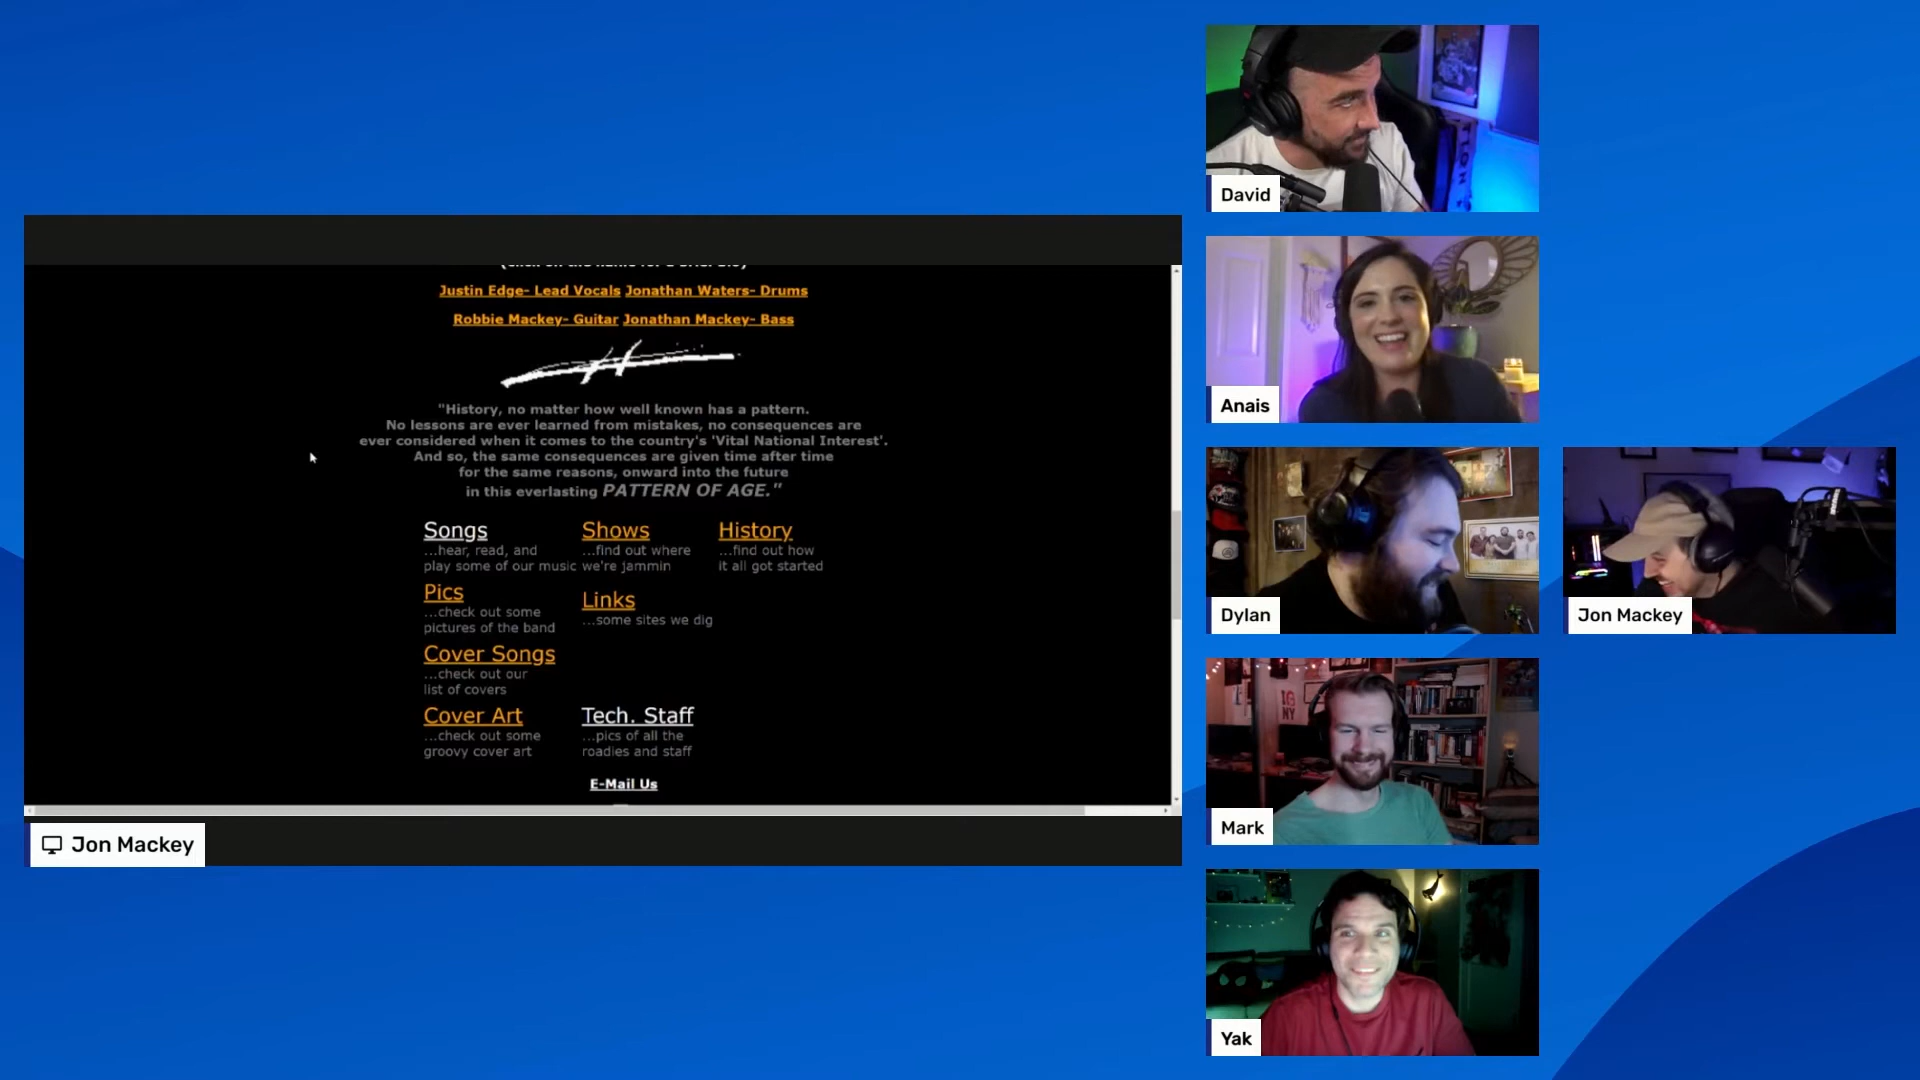 Justin Edge- Lead Vocals Jonathan Waters- Drums
Robbie Mackey- Guitar Jonathan Mackey- Bass
"History, no matter how well known has a pattern.
No lessons are ever learned from mistakes, no consequences are
ever considered when it comes to the country's 'Vital National Interest'.
And so, the same consequences are given time after time
for the same reasons, onward into the future
in this everlasting PATTERN OF AGE."
Songs
...hear, read, and
play some of our music
Shows
...find out where
we're jammin
History
...find out how
it all got started
Pics
...check out some
pictures of the band
Links
...some sites we dig
Cover Songs
...check out our
list of covers
Cover Art
...check out some
groovy cover art
Tech. Staff
...pics of all the
roadies and staff
E-Mail Us
Jon Mackey
David
Anais
Dylan
Jon Mackey
Mark
Yak